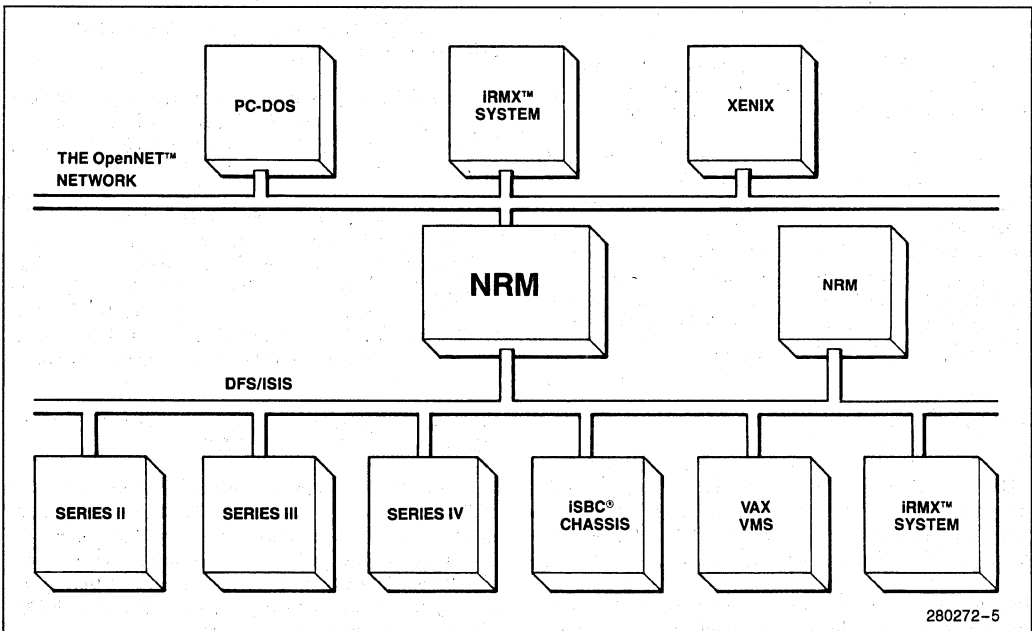 PC-DOS
iRMX™
SYSTEM
XENIX
THE OpenNET™
NETWORK
NRM
NRM
DFS/ISIS
SERIES II
SERIES III
SERIES IV
iSBC®
CHASSIS
VAX
VMS
iRMX™
SYSTEM
280272-5